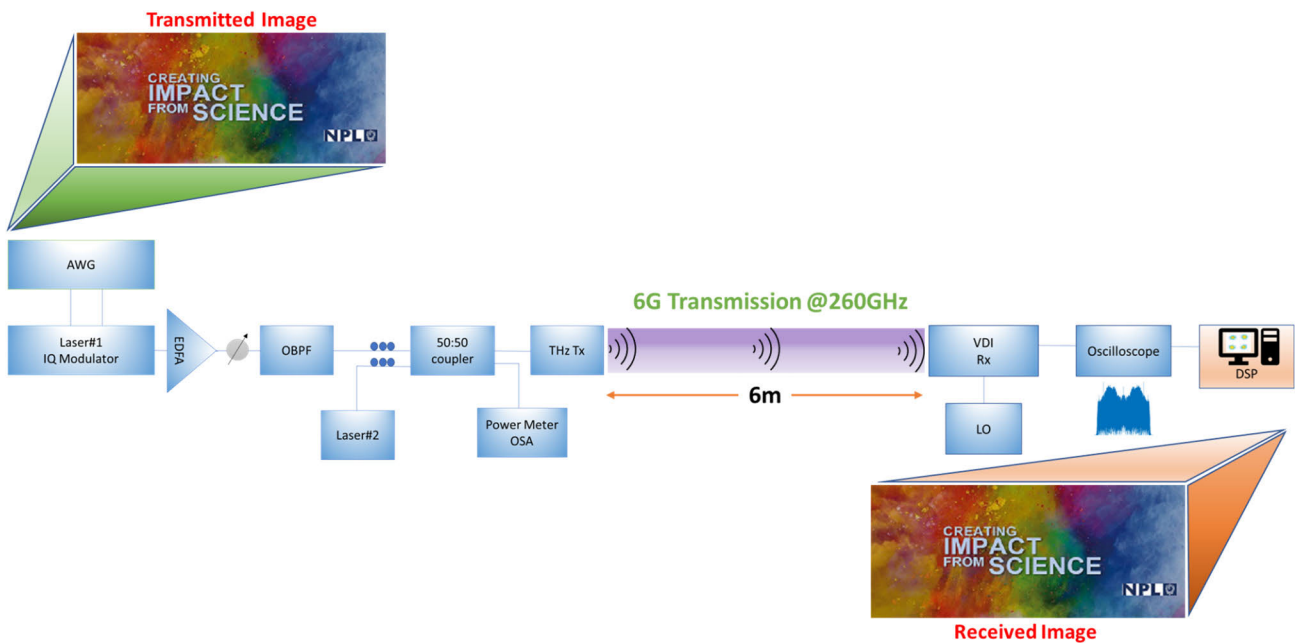 Transmitted Image
CREATING
IMPACT
FROM SCIENCE
NPL
AWG
Laser#1
IQ Modulator
EDFA
OBPF
50:50
coupler
THz Tx
6G Transmission @260GHz
VDI
Rx
Oscilloscope
DSP
6m
Laser#2
Power Meter
OSA
LO
CREATING
IMPACT
FROM SCIENCE
NPL
Received Image